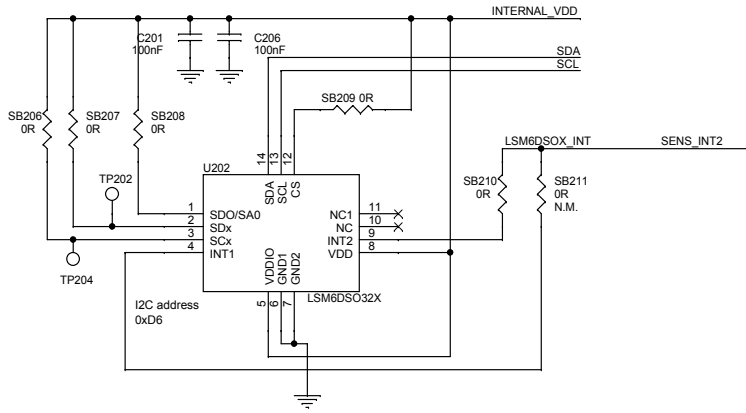 INTERNAL_VDD
C201
100nF
C206
100nF
SDA
SCL
SB206
0R
SB207
0R
SB208
0R
SB209 0R
LSM6DSOX_INT
SENS_INT2
SB210
0R
SB211
0R
N.M.
U202
TP202
TP204
14
13
12
SDA
SCL
CS
1
SDO/SA0
2
SDx
3
SCx
4
INT1
NC1
11
NC
10
INT2
9
VDD
8
VDDIO
GND1
GND2
5
6
7
LSM6DSO32X
I2C address
0xD6